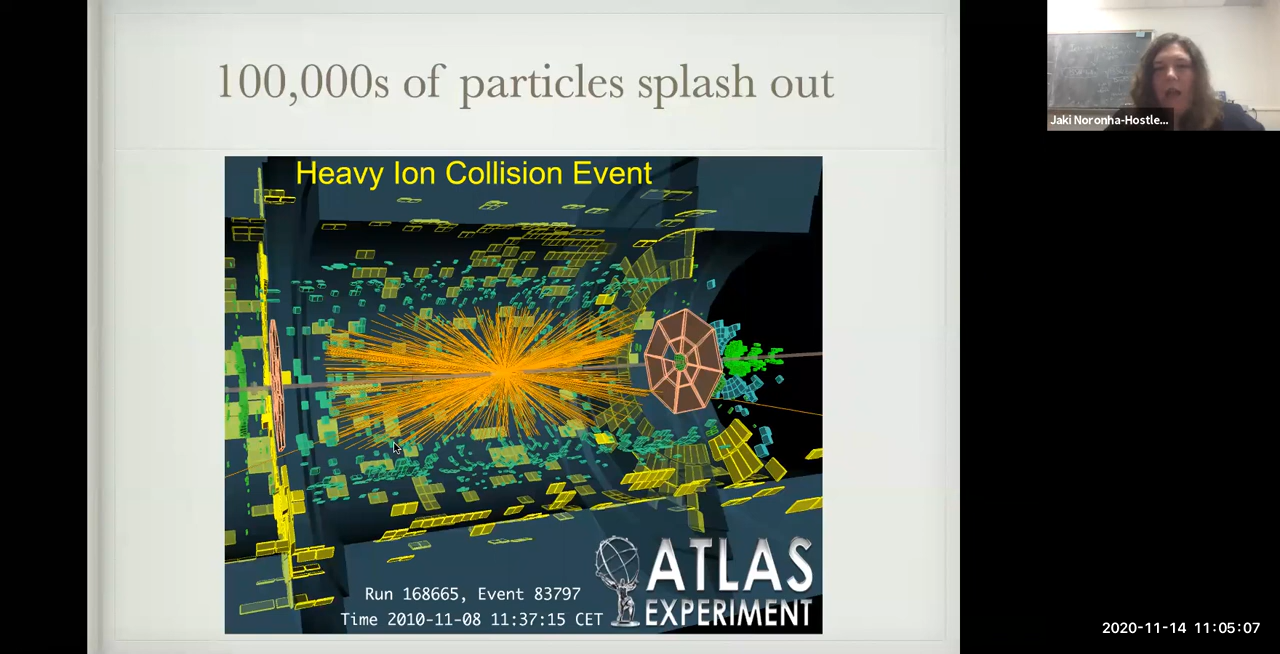 100,000s of particles splash out
Jaki Noronha-Hostle...
Heavy Ion Collision Event
ATLAS
EXPERIMENT
Run 168665, Event 83797
Time 2010-11-08 11:37:15 CET
2020-11-14 11:05:07